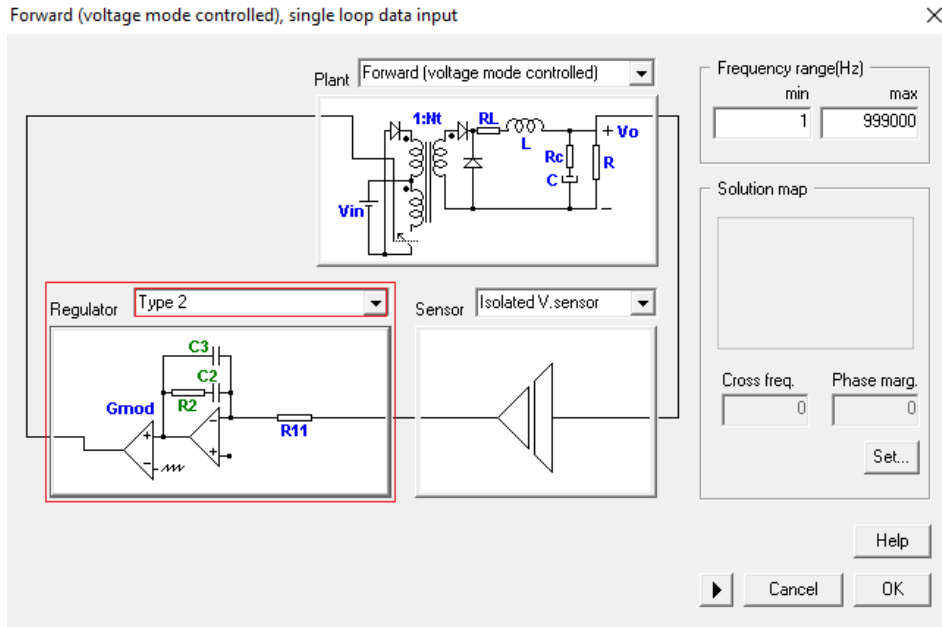 Forward (voltage mode controlled), single loop data input
Plant Forward (voltage mode controlled)
1:Nt
RL
L
+ Vo
Rc
C
R
Vin
-
Regulator Type 2
C3
C2
R2
Gmod
+
-
-
+
R11
Sensor Isolated V.sensor
Frequency range(Hz)
min max
1 999000
Solution map
Cross freq. Phase marg.
0 0
Set...
Help
Cancel OK